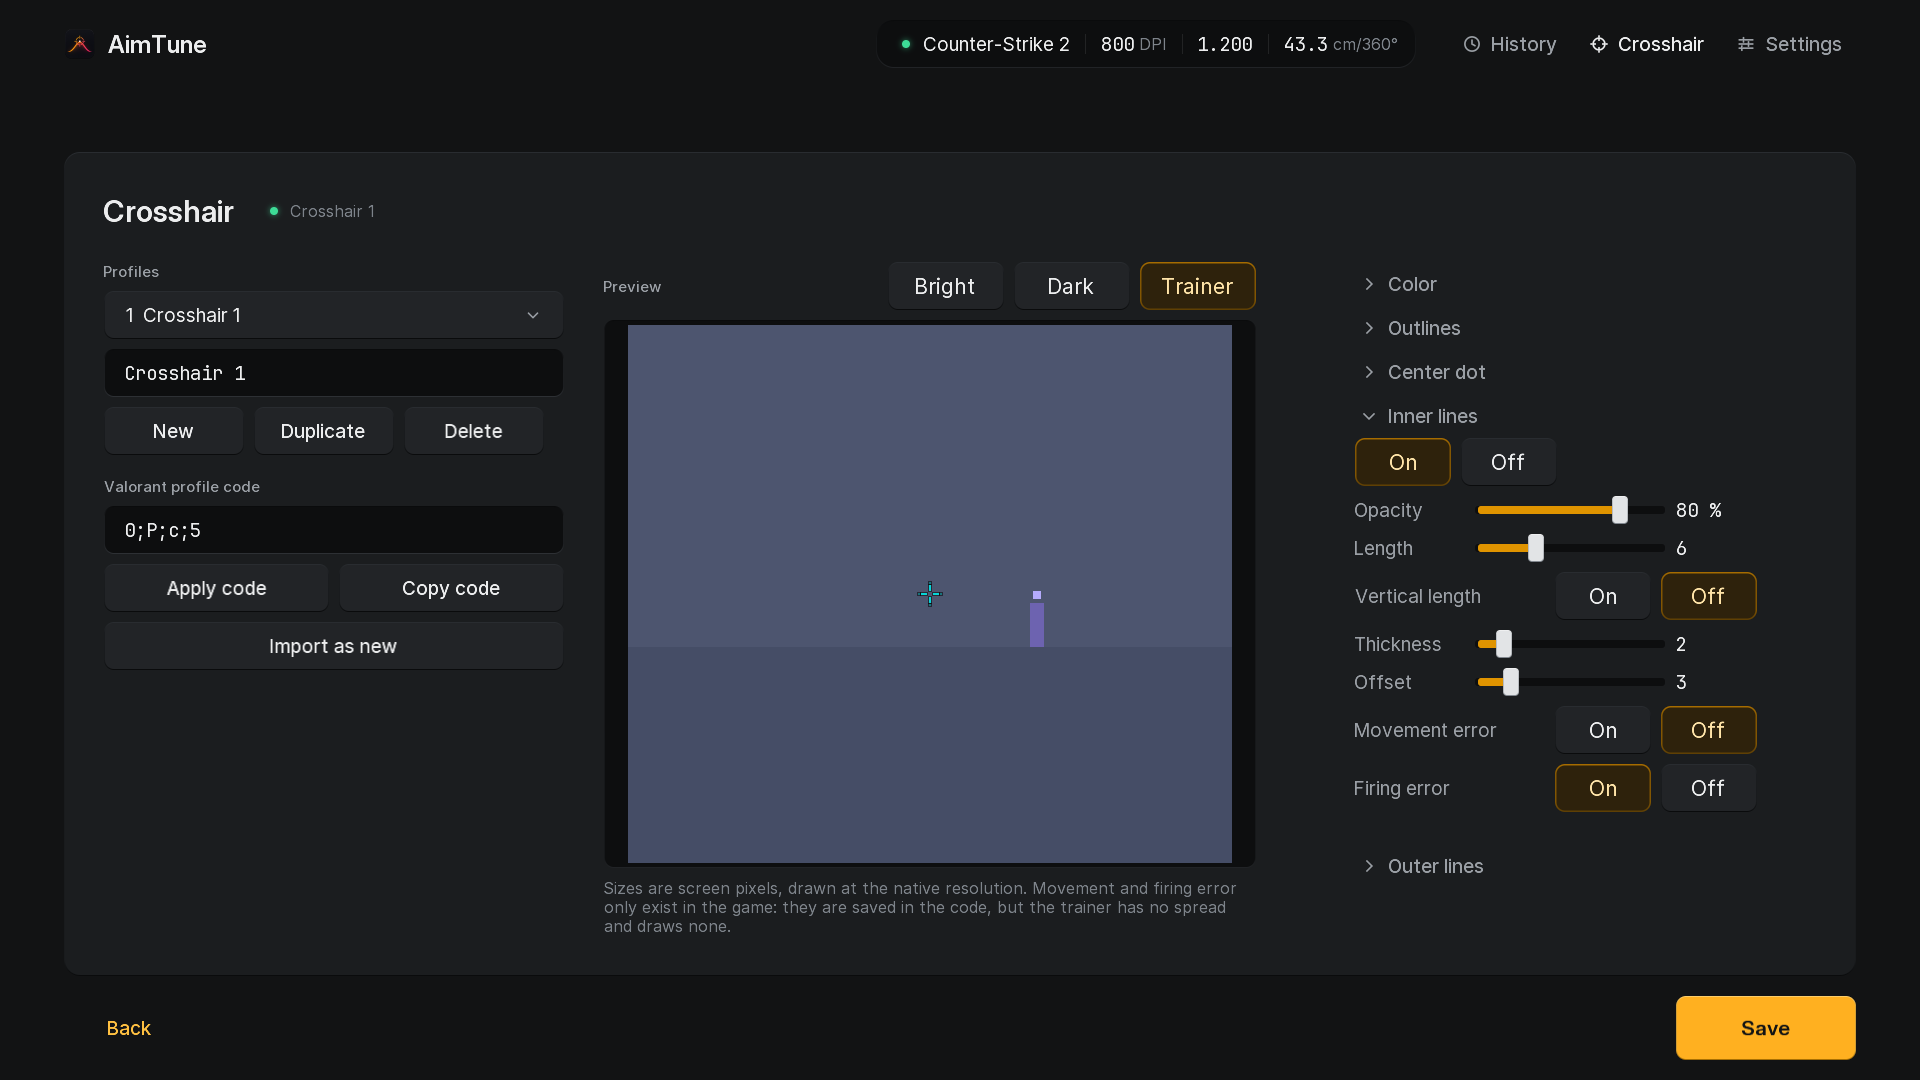 AimTune
Counter-Strike 2 800 DPI 1.200 43.3 cm/360°
History Crosshair Settings
Crosshair Crosshair 1
Profiles
1 Crosshair 1
Crosshair 1
New Duplicate Delete
Valorant profile code
0;P;c;5
Apply code Copy code
Import as new
Preview Bright Dark Trainer
Sizes are screen pixels, drawn at the native resolution. Movement and firing error
only exist in the game: they are saved in the code, but the trainer has no spread
and draws none.
Color
Outlines
Center dot
Inner lines
On Off
Opacity 80 %
Length 6
Vertical length On Off
Thickness 2
Offset 3
Movement error On Off
Firing error On Off
Outer lines
Back Save